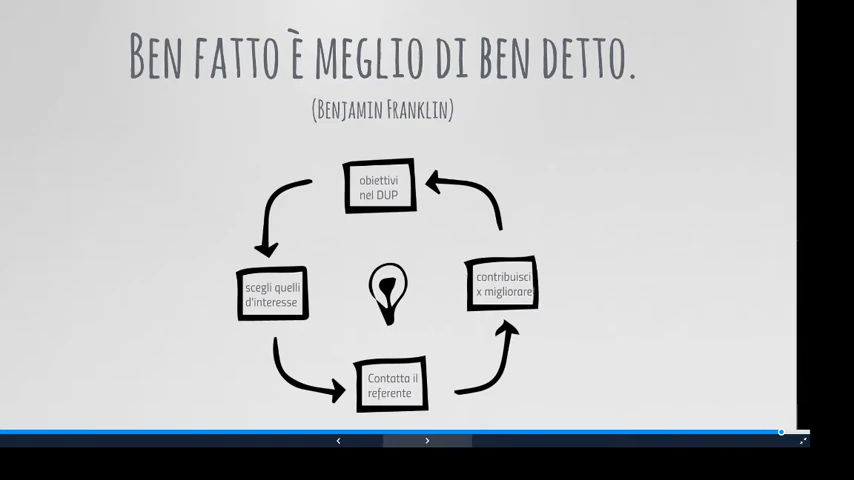 BEN FATTO È MEGLIO DI BEN DETTO.
(BENJAMIN FRANKLIN)
obiettivi
nel DUP
scegli quelli
d'interesse
contribuisci
x migliorare
Contatta il
referente